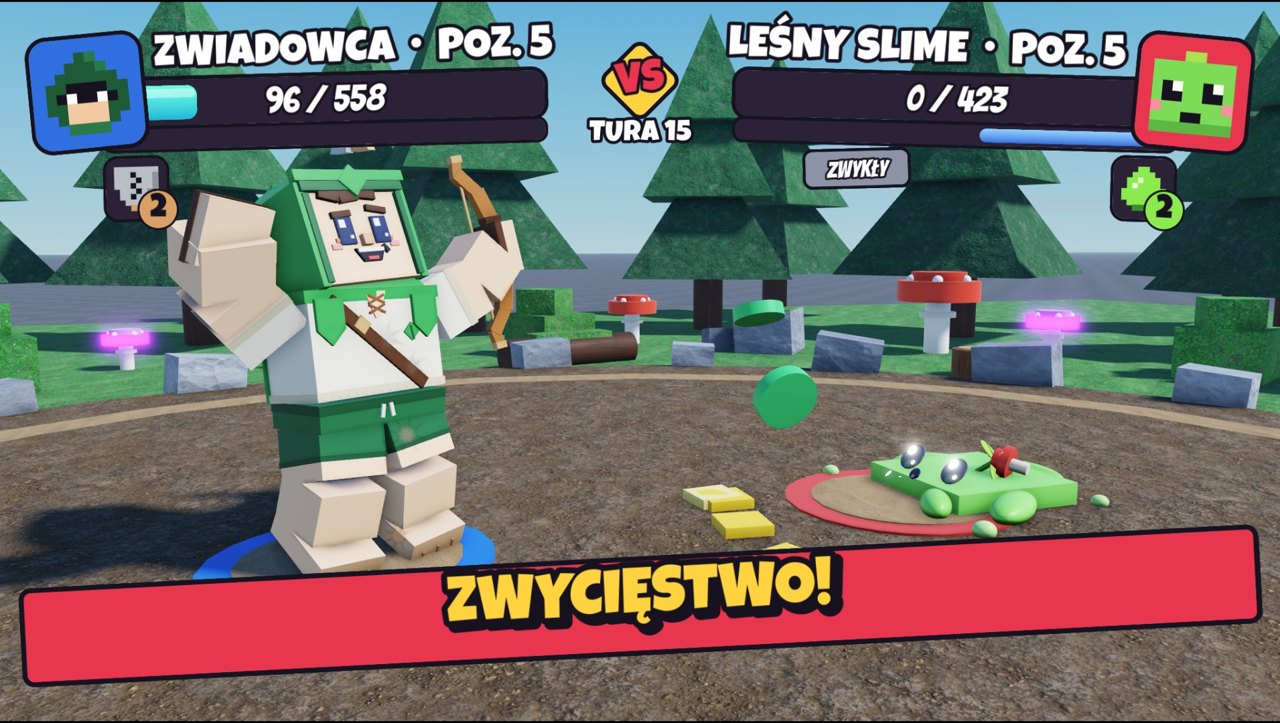 ZWIADOWCA • POZ. 5
96 / 558
2
VS
TURA 15
LEŚNY SLIME • POZ. 5
0 / 423
ZWYKŁY
2
ZWYCIĘSTWO!